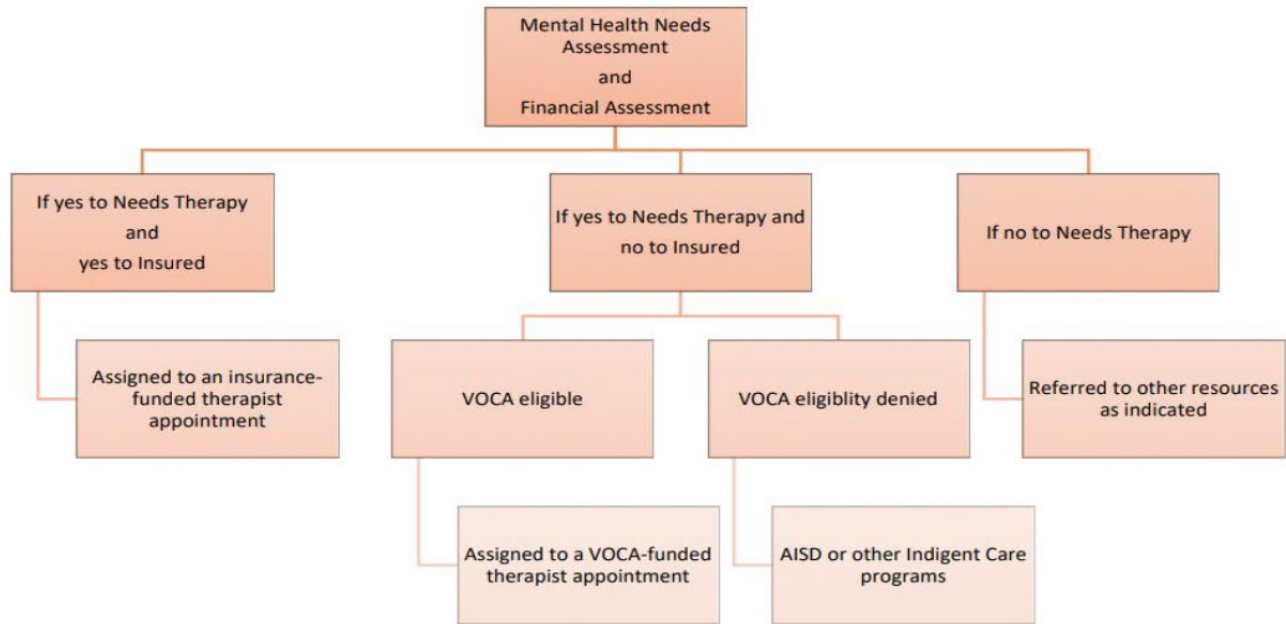 Mental Health Needs
Assessment
and
Financial Assessment
If yes to Needs Therapy
and
yes to Insured
If yes to Needs Therapy and
no to Insured
If no to Needs Therapy
Assigned to an insurance-
funded therapist
appointment
VOCA eligible
VOCA eligiblity denied
Referred to other resources
as indicated
Assigned to a VOCA-funded
therapist appointment
AISD or other Indigent Care
programs